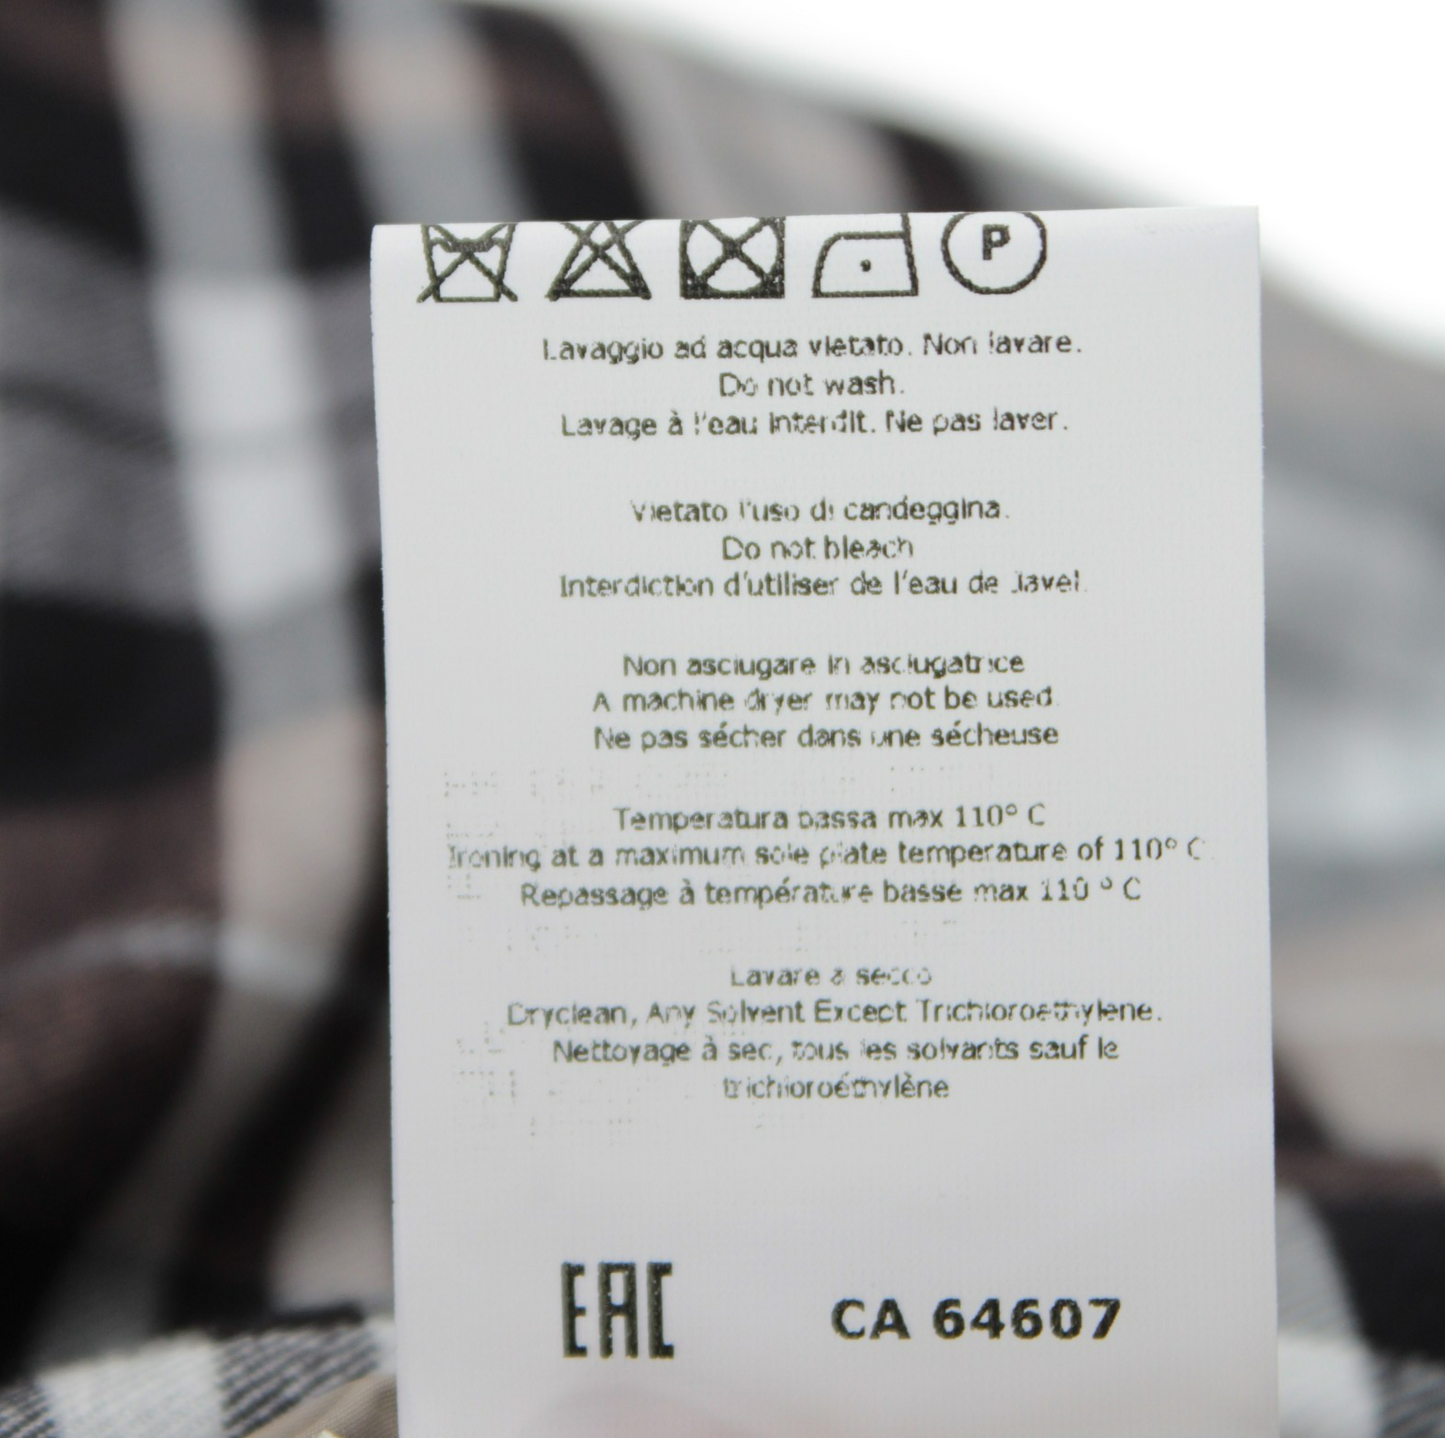 P
Lavaggio ad acqua vietato. Non lavare.
Do not wash.
Lavage à l'eau interdit. Ne pas laver.
Vietato l'uso di candeggina.
Do not bleach
Interdiction d'utiliser de l'eau de Javel.
Non asciugare in asciugatrice
A machine dryer may not be used.
Ne pas sécher dans une sécheuse
Temperatura bassa max 110° C
Ironing at a maximum sole plate temperature of 110° C
Repassage à température basse max 110 ° C
Lavare a secco
Dryclean, Any Solvent Except Trichloroethylene.
Nettoyage à sec, tous les solvants sauf le
trichloroéthylène
EAC CA 64607